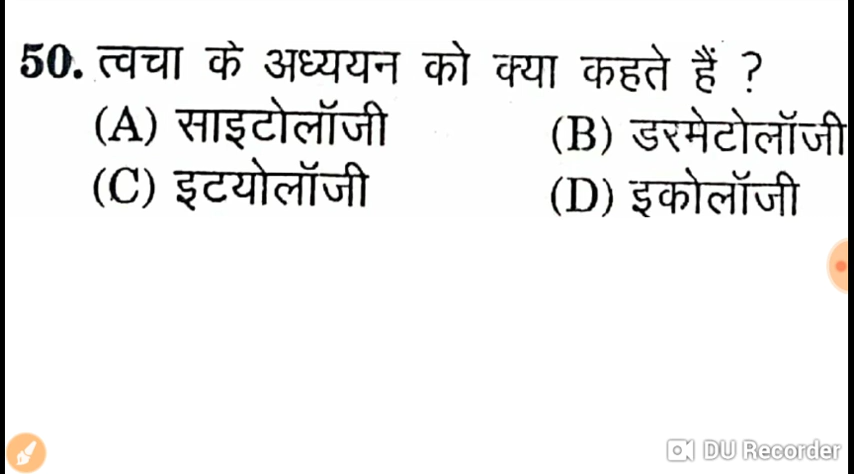 50. त्वचा के अध्ययन को क्या कहते हैं ?
(A) साइटोलॉजी (B) डरमेटोलॉजी
(C) इटयोलॉजी (D) इकोलॉजी
DU Recorder